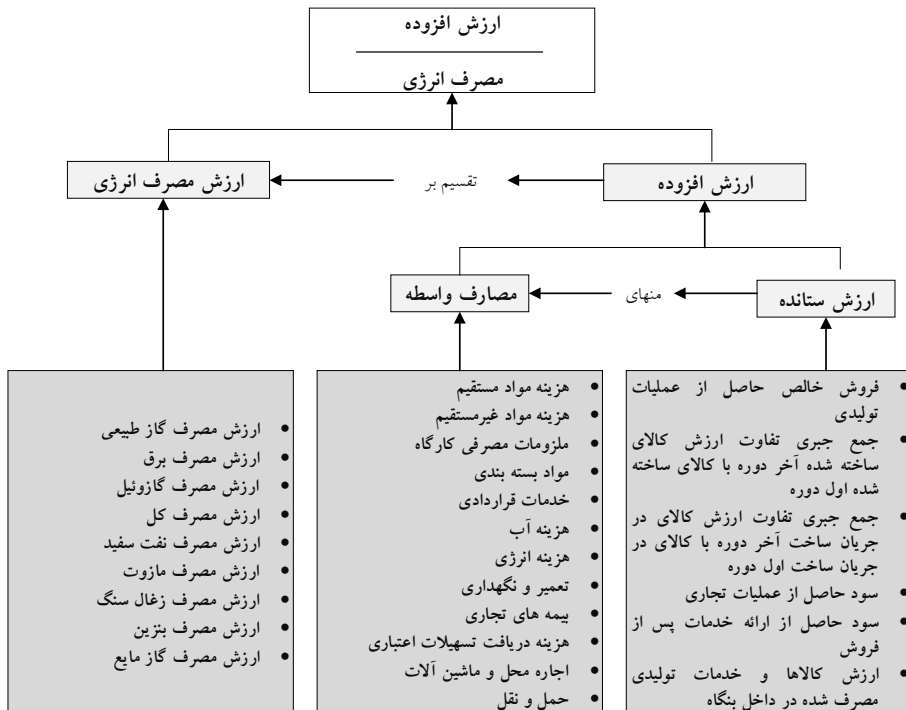 ارزش افزوده
مصرف انرژی
ارزش افزوده
تقسیم بر
ارزش مصرف انرژی
ارزش ستانده
منهای
مصارف واسطه
• فروش خالص حاصل از عملیات
تولیدی
• جمع جبری تفاوت ارزش کالای
ساخته شده آخر دوره با کالای ساخته
شده اول دوره
• جمع جبری تفاوت ارزش کالای در
جریان ساخت آخر دوره با کالای در
جریان ساخت اول دوره
• سود حاصل از عملیات تجاری
• سود حاصل از ارائه خدمات پس از
فروش
• ارزش کالاها و خدمات تولیدی
مصرف شده در داخل بنگاه
• هزینه مواد مستقیم
• هزینه مواد غیرمستقیم
• ملزومات مصرفی کارگاه
• مواد بسته بندی
• خدمات قراردادی
• هزینه آب
• هزینه انرژی
• تعمیر و نگهداری
• بیمه های تجاری
• هزینه دریافت تسهیلات اعتباری
• اجاره محل و ماشین آلات
• حمل و نقل
• ارزش مصرف گاز طبیعی
• ارزش مصرف برق
• ارزش مصرف گازوئیل
• ارزش مصرف کل
• ارزش مصرف نفت سفید
• ارزش مصرف مازوت
• ارزش مصرف زغال سنگ
• ارزش مصرف بنزین
• ارزش مصرف گاز مایع